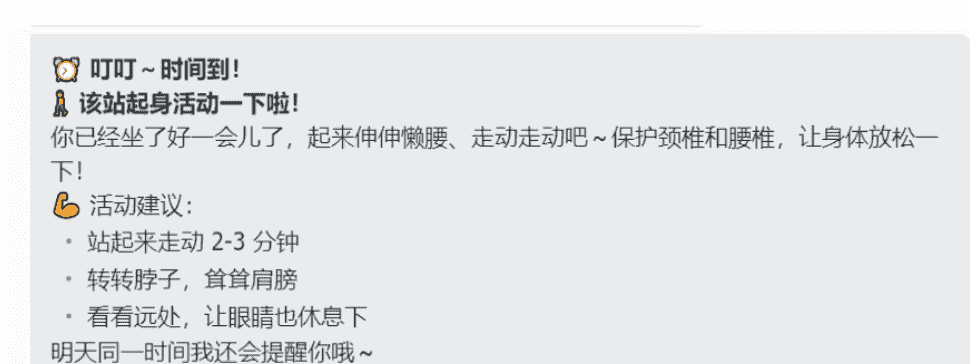 ⏰ 叮叮~时间到!
🧍 该站起身活动一下啦!
你已经坐了好一会儿了，起来伸伸懒腰、走动走动吧~保护颈椎和腰椎，让身体放松一
下!
💪 活动建议:
• 站起来走动 2-3 分钟
• 转转脖子，耸耸肩膀
• 看看远处，让眼睛也休息下
明天同一时间我还会提醒你哦~